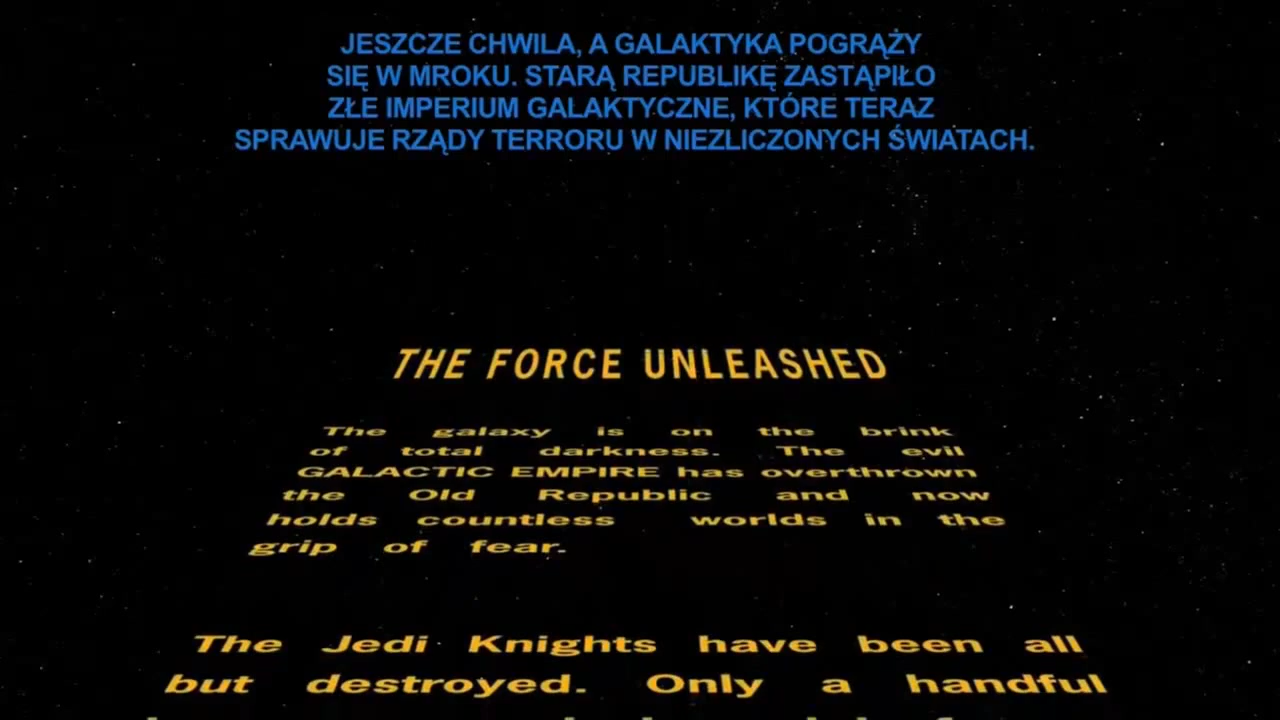 JESZCZE CHWILA, A GALAKTYKA POGRĄŻY
SIĘ W MROKU. STARĄ REPUBLIKĘ ZASTĄPIŁO
ZŁE IMPERIUM GALAKTYCZNE, KTÓRE TERAZ
SPRAWUJE RZĄDY TERRORU W NIEZLICZONYCH ŚWIATACH.
THE FORCE UNLEASHED
The galaxy is on the brink
of total darkness. The evil
GALACTIC EMPIRE has overthrown
the Old Republic and now
holds countless worlds in the
grip of fear.
The Jedi Knights have been all
but destroyed. Only a handful